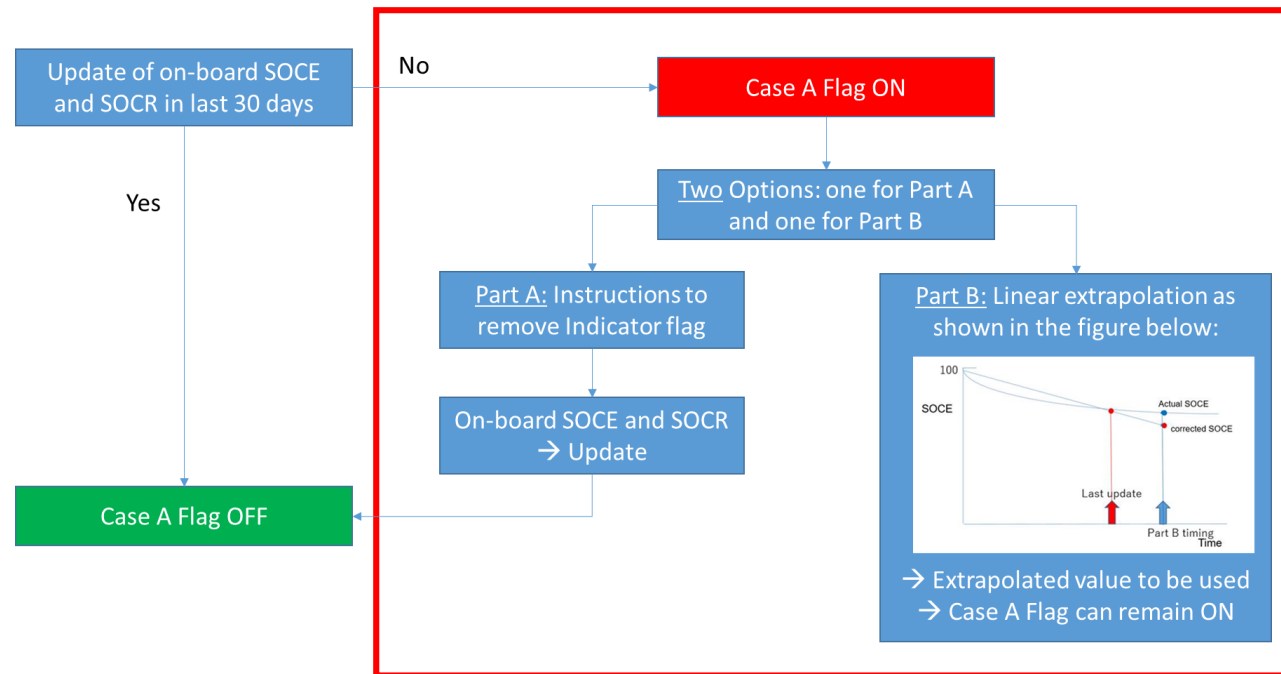 Update of on-board SOCE
and SOCR in last 30 days
No
Case A Flag ON
Yes
Two Options: one for Part A
and one for Part B
Part A: Instructions to
remove Indicator flag
On-board SOCE and SOCR
→ Update
Case A Flag OFF
Part B: Linear extrapolation as
shown in the figure below:
100
SOCE
Actual SOCE
corrected SOCE
Last update
Part B timing
Time
→ Extrapolated value to be used
→ Case A Flag can remain ON